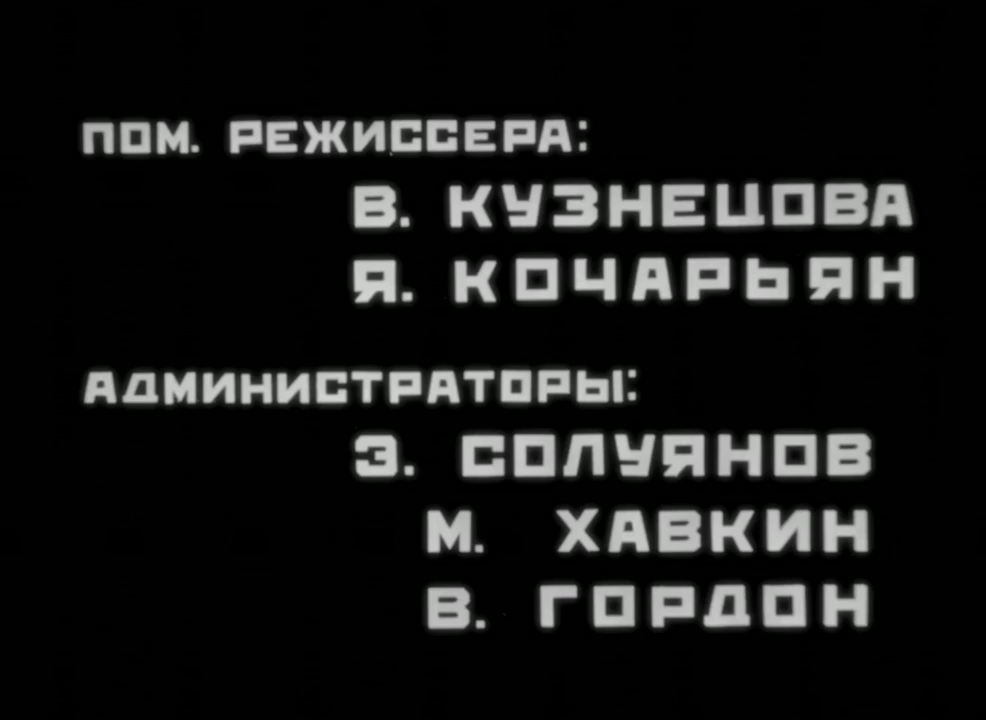 ПОМ. РЕЖИССЕРА:
В. КУЗНЕЦОВА
Я. КОЧАРЬЯН
АДМИНИСТРАТОРЫ:
Э. СОЛУЯНОВ
М. ХАВКИН
В. ГОРДОН